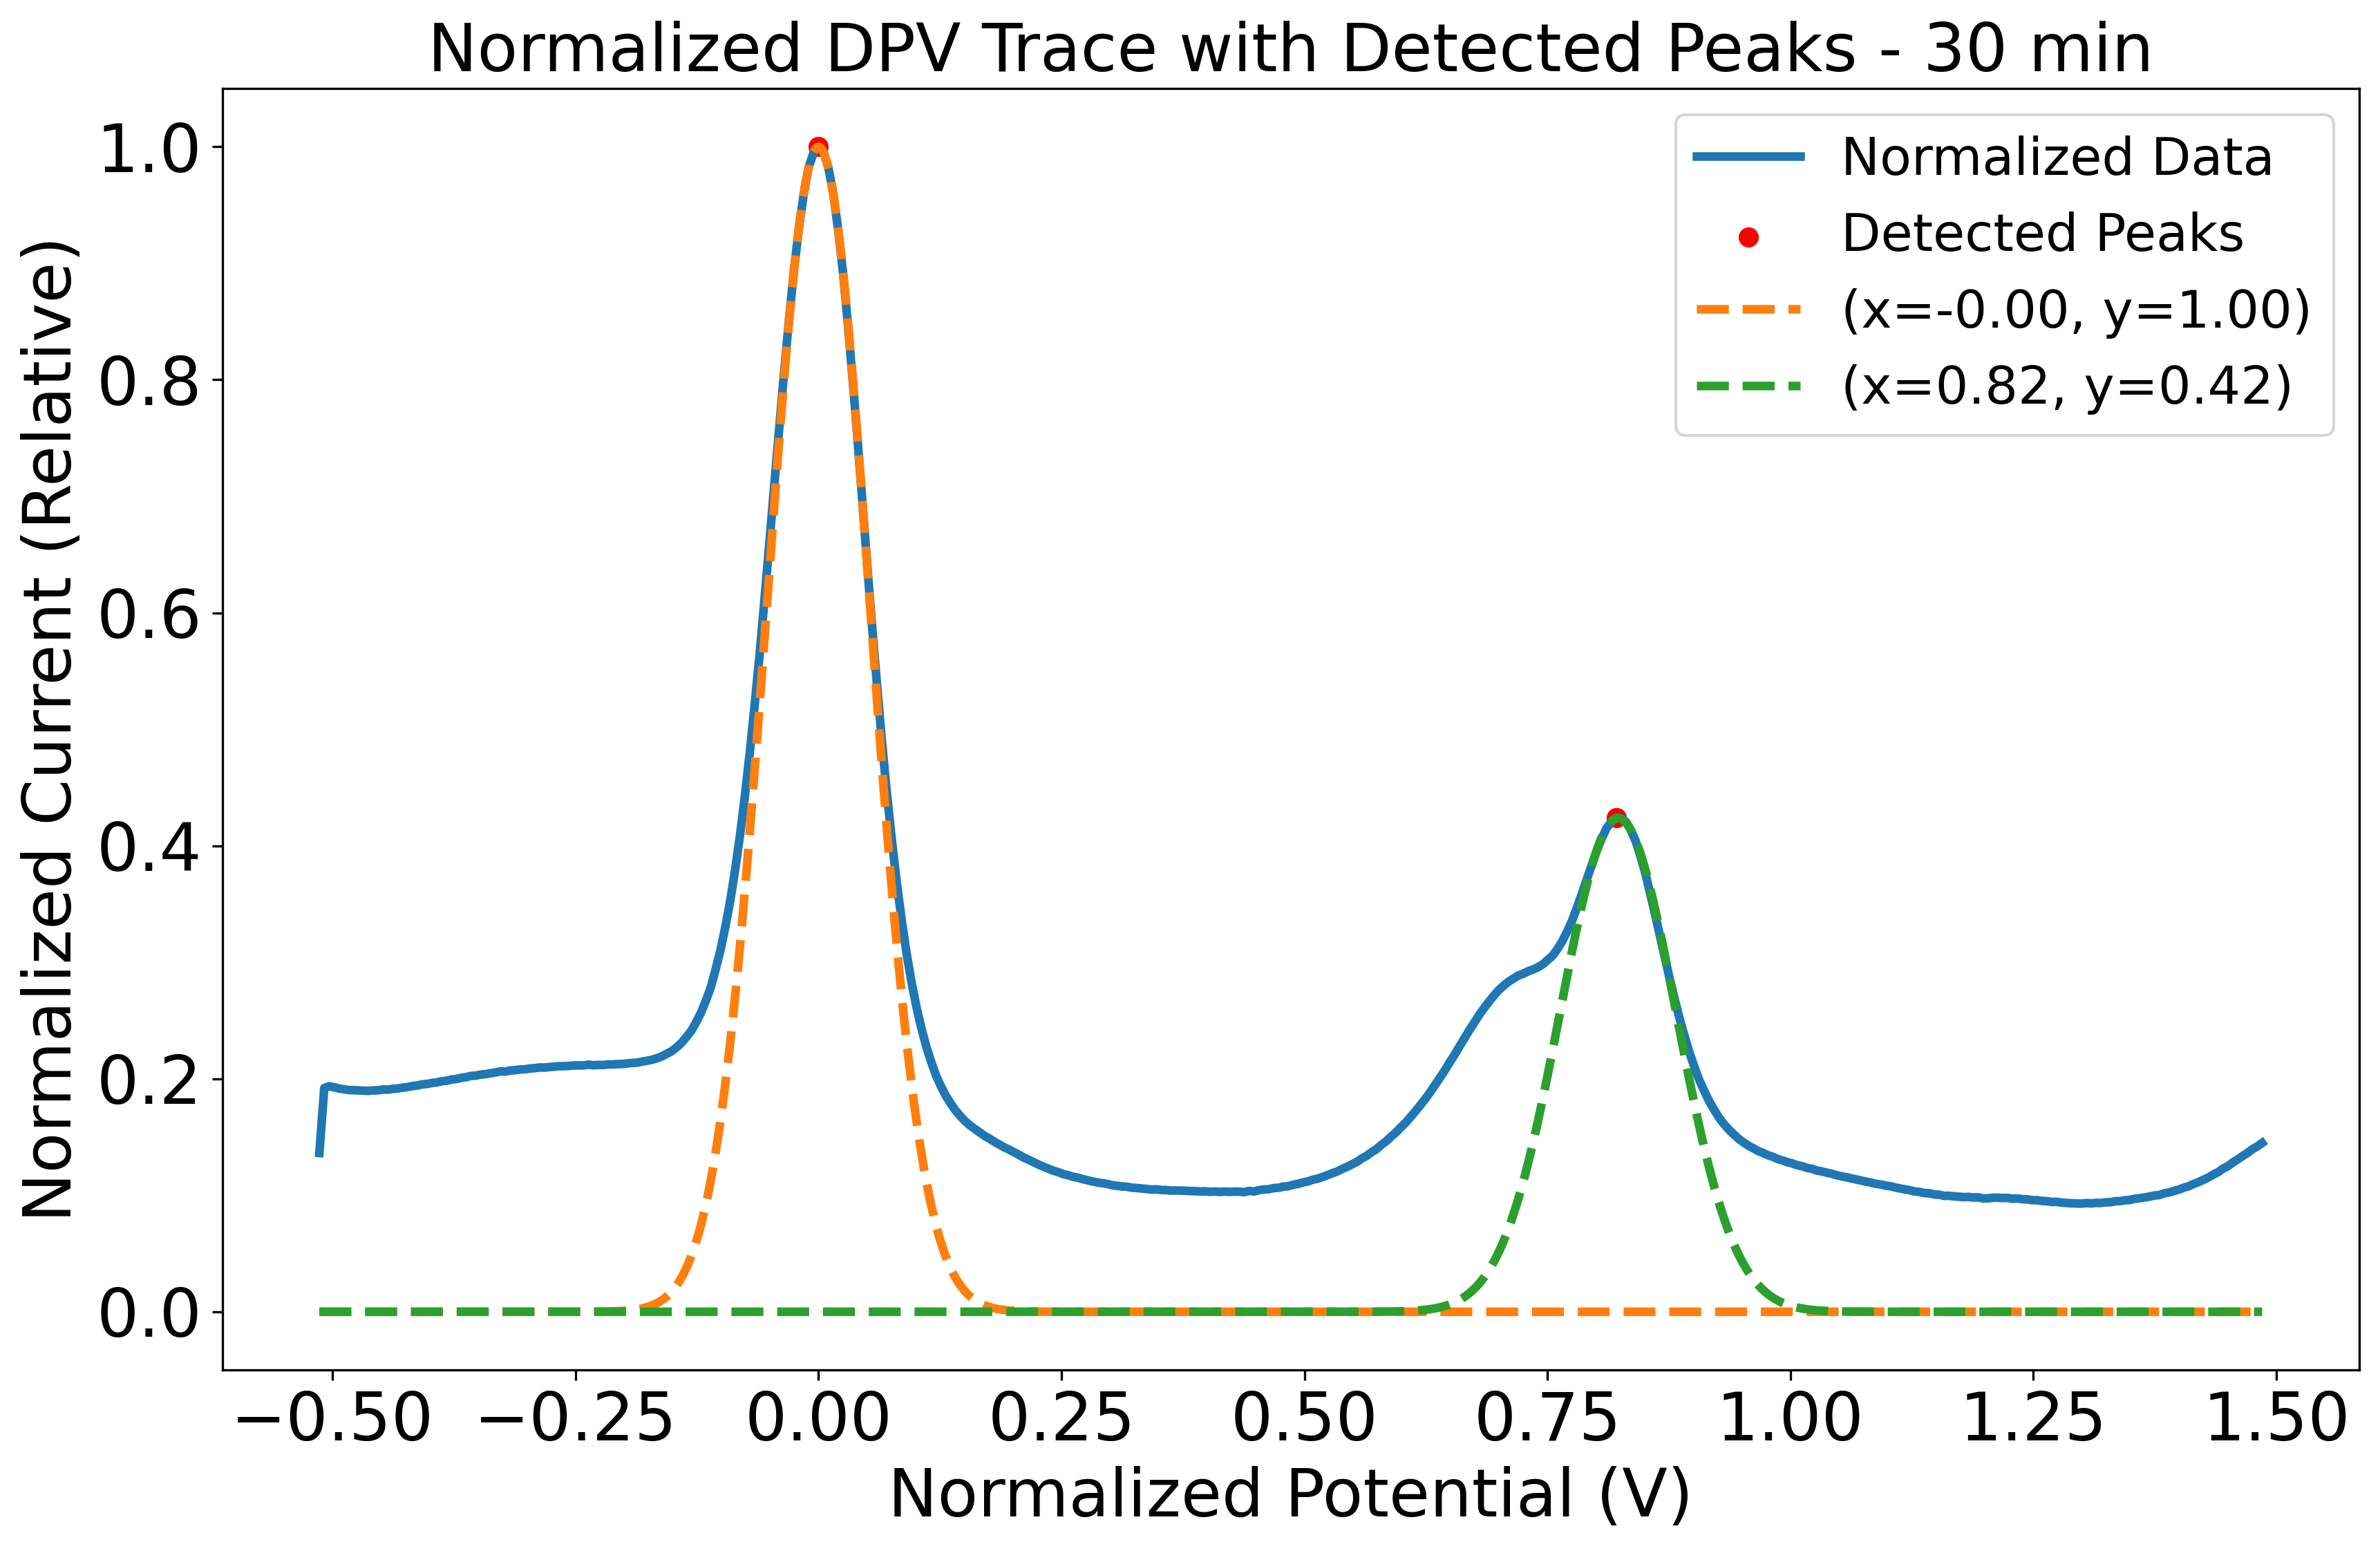 Normalized DPV Trace with Detected Peaks - 30 min
Normalized Data
Detected Peaks
(x=-0.00, y=1.00)
(x=0.82, y=0.42)
Normalized Current (Relative)
1.0
0.8
0.6
0.4
0.2
0.0
−0.50 −0.25 0.00 0.25 0.50 0.75 1.00 1.25 1.50
Normalized Potential (V)